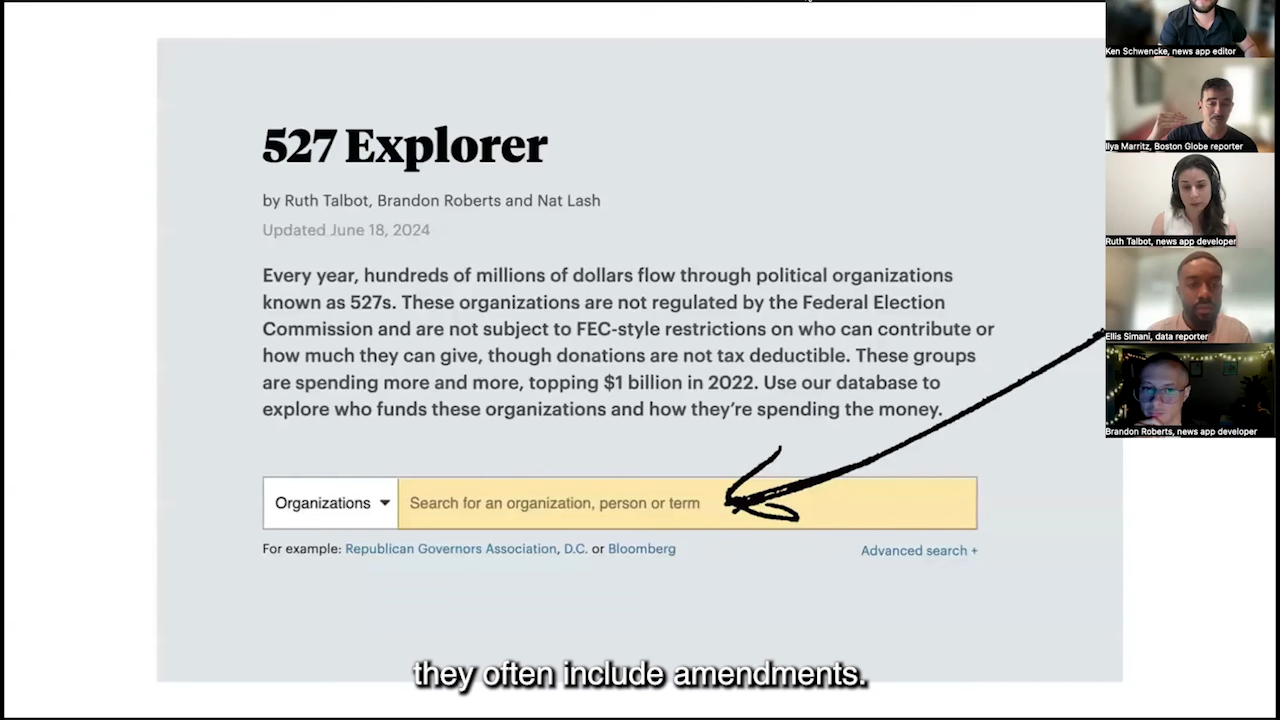 527 Explorer
by Ruth Talbot, Brandon Roberts and Nat Lash
Updated June 18, 2024
Every year, hundreds of millions of dollars flow through political organizations
known as 527s. These organizations are not regulated by the Federal Election
Commission and are not subject to FEC-style restrictions on who can contribute or
how much they can give, though donations are not tax deductible. These groups
are spending more and more, topping $1 billion in 2022. Use our database to
explore who funds these organizations and how they're spending the money.
Organizations
Search for an organization, person or term
For example: Republican Governors Association, D.C. or Bloomberg
Advanced search +
Ken Schwencke, news app editor
Ilya Marritz, Boston Globe reporter
Ruth Talbot, news app developer
Ellis Simani, data reporter
Brandon Roberts, news app developer
they often include amendments.